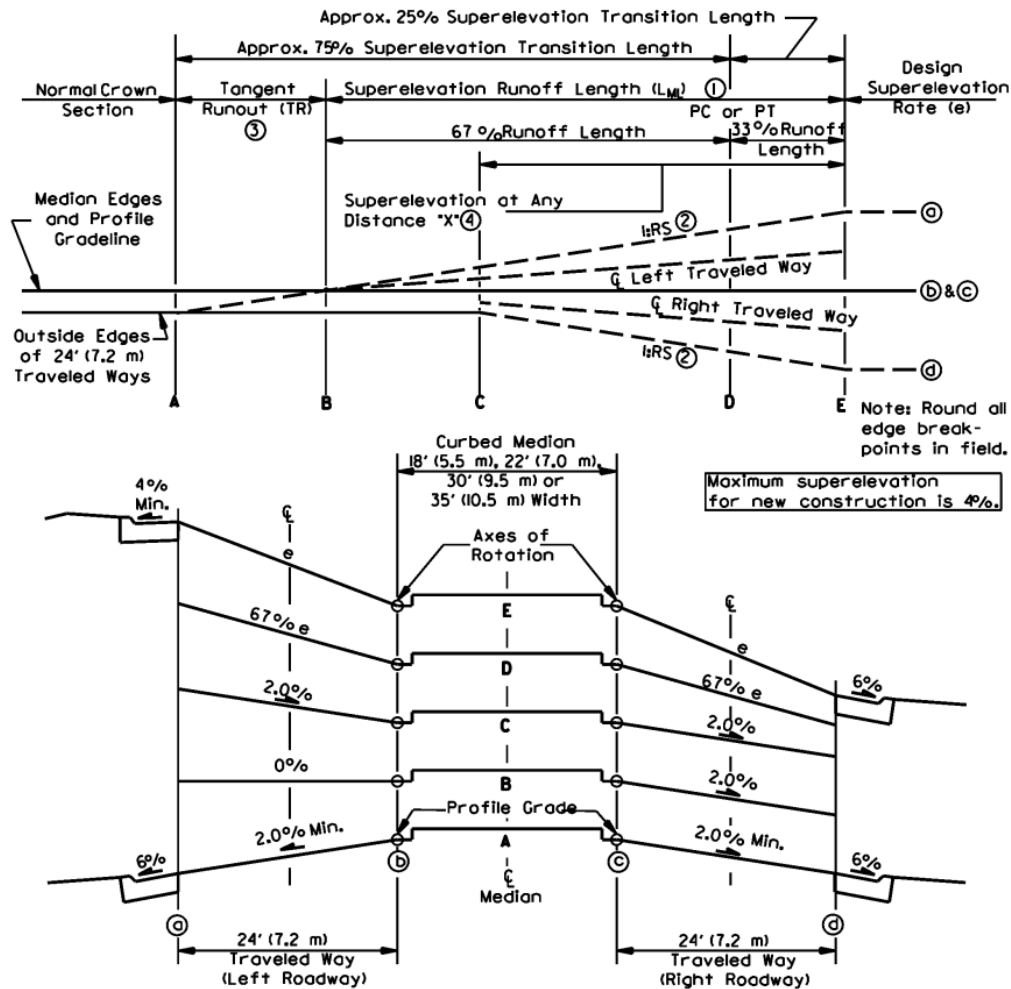 Approx. 25% Superelevation Transition Length
Approx. 75% Superelevation Transition Length
Normal Crown
Section
Tangent
Runout (TR)
③
Superelevation Runoff Length (LML) ①
PC or PT
Design
Superelevation
Rate (e)
67 % Runoff Length
33% Runoff
Length
Superelevation at Any
Distance "X" ④
Median Edges
and Profile
Gradeline
1:RS ②
ⓐ
℄ Left Traveled Way
ⓑ & ⓒ
℄ Right Traveled Way
Outside Edges
of 24' (7.2 m)
Traveled Ways
1:RS ②
ⓓ
A
B
C
D
E
Note: Round all
edge break-
points in field.
Curbed Median
18' (5.5 m), 22' (7.0 m),
30' (9.5 m) or
35' (10.5 m) Width
Maximum superelevation
for new construction is 4%.
4%
Min.
℄
Axes of
Rotation
℄
e
E
e
67% e
D
67% e
6%
2.0%
C
2.0%
0%
B
2.0%
Profile Grade
2.0% Min.
A
2.0% Min.
6%
6%
ⓑ
ⓒ
℄
Median
ⓐ
ⓓ
24' (7.2 m)
Traveled Way
(Left Roadway)
24' (7.2 m)
Traveled Way
(Right Roadway)